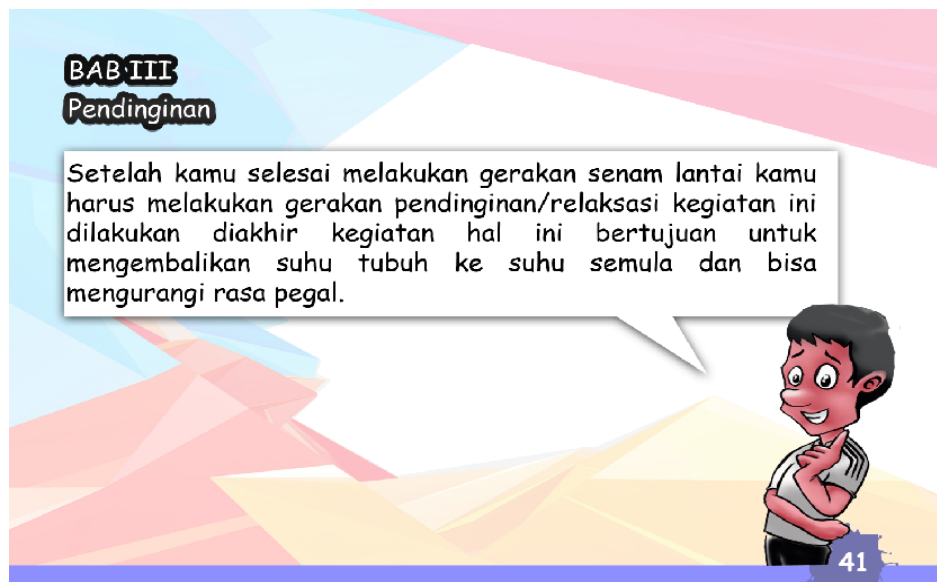 BAB III
Pendinginan
Setelah kamu selesai melakukan gerakan senam lantai kamu
harus melakukan gerakan pendinginan/relaksasi kegiatan ini
dilakukan diakhir kegiatan hal ini bertujuan untuk
mengembalikan suhu tubuh ke suhu semula dan bisa
mengurangi rasa pegal.
41